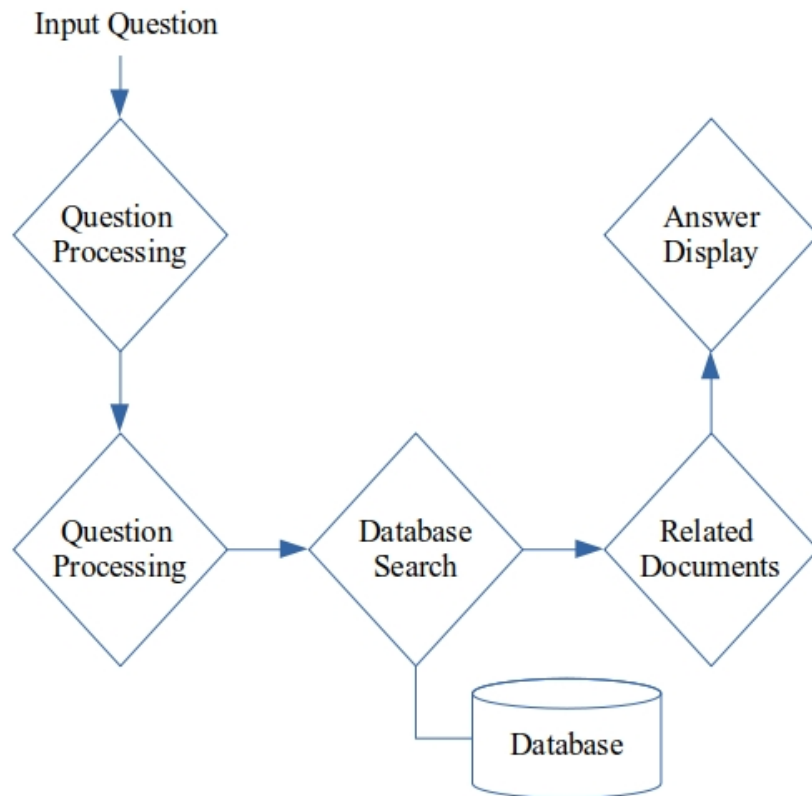 Input Question
Question
Processing
Question
Processing
Database
Search
Database
Related
Documents
Answer
Display